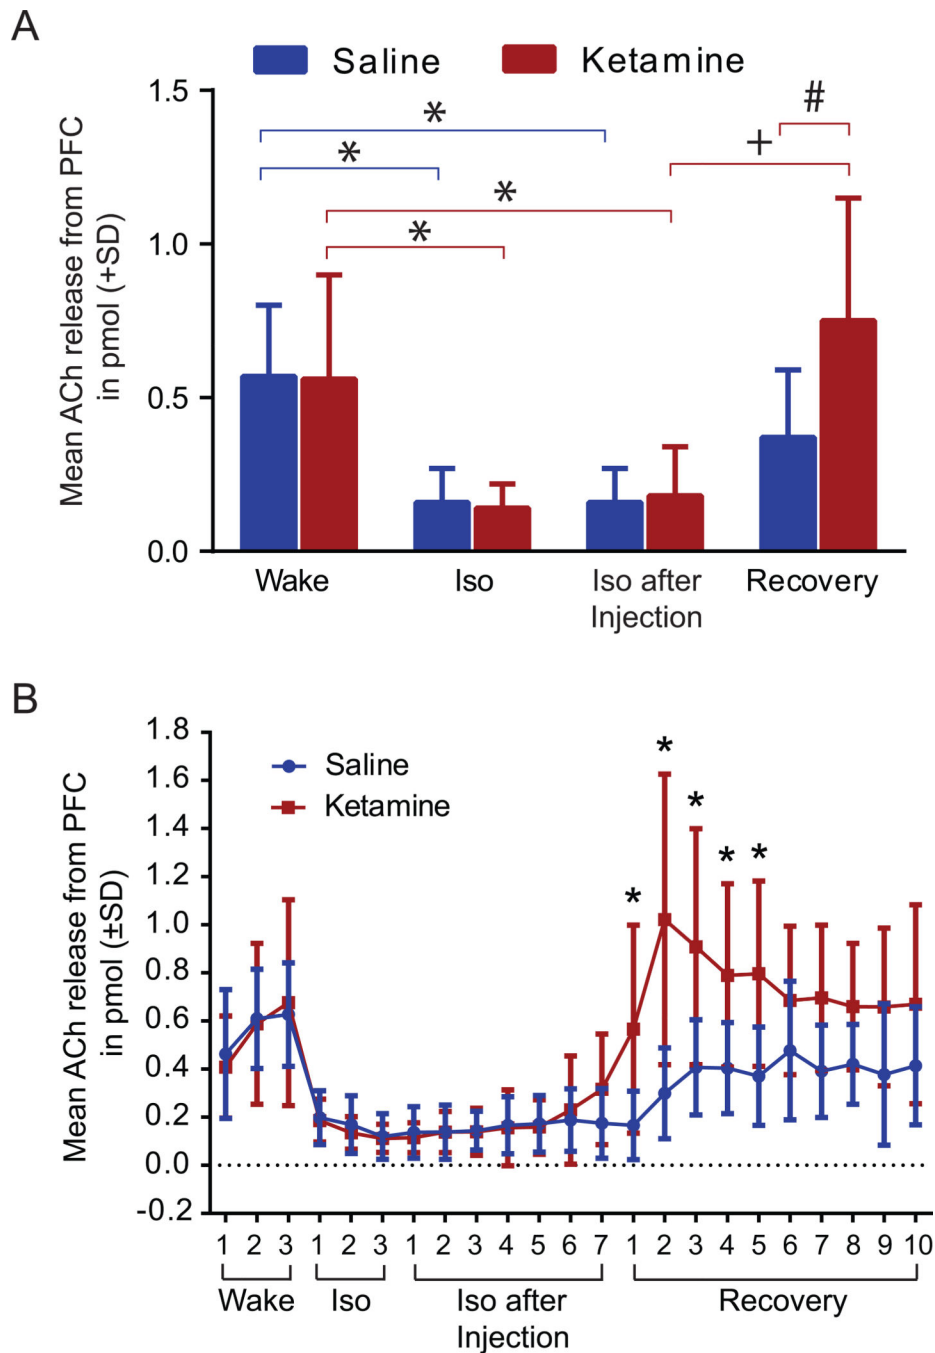 A
Saline Ketamine
Mean ACh release from PFC
in pmol (+SD)
1.5
1.0
0.5
0.0
*
*
*
*
+
#
Wake Iso Iso after Recovery
Injection
B
Mean ACh release from PFC
in pmol (±SD)
1.8
1.6
1.4
1.2
1.0
0.8
0.6
0.4
0.2
0.0
-0.2
Saline
Ketamine
* * * * *
1 2 3 1 2 3 1 2 3 4 5 6 7 1 2 3 4 5 6 7 8 9 10
Wake Iso Iso after Recovery
Injection